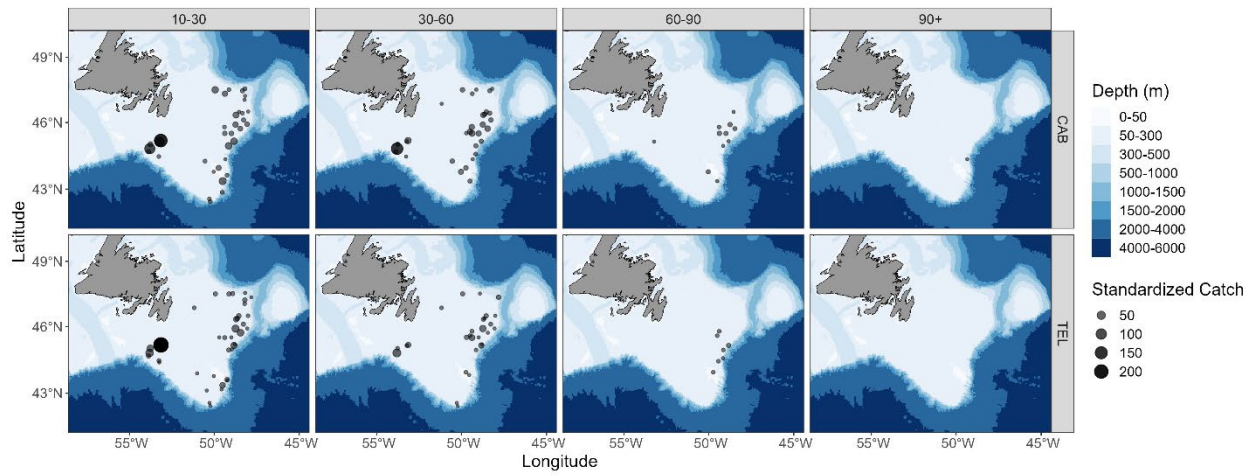 10-30 30-60 60-90 90+
49°N
46°N
43°N
CAB
49°N
46°N
43°N
TEL
55°W 50°W 45°W 55°W 50°W 45°W 55°W 50°W 45°W 55°W 50°W 45°W
Longitude
Latitude
Depth (m)
0-50
50-300
300-500
500-1000
1000-1500
1500-2000
2000-4000
4000-6000
Standardized Catch
50
100
150
200